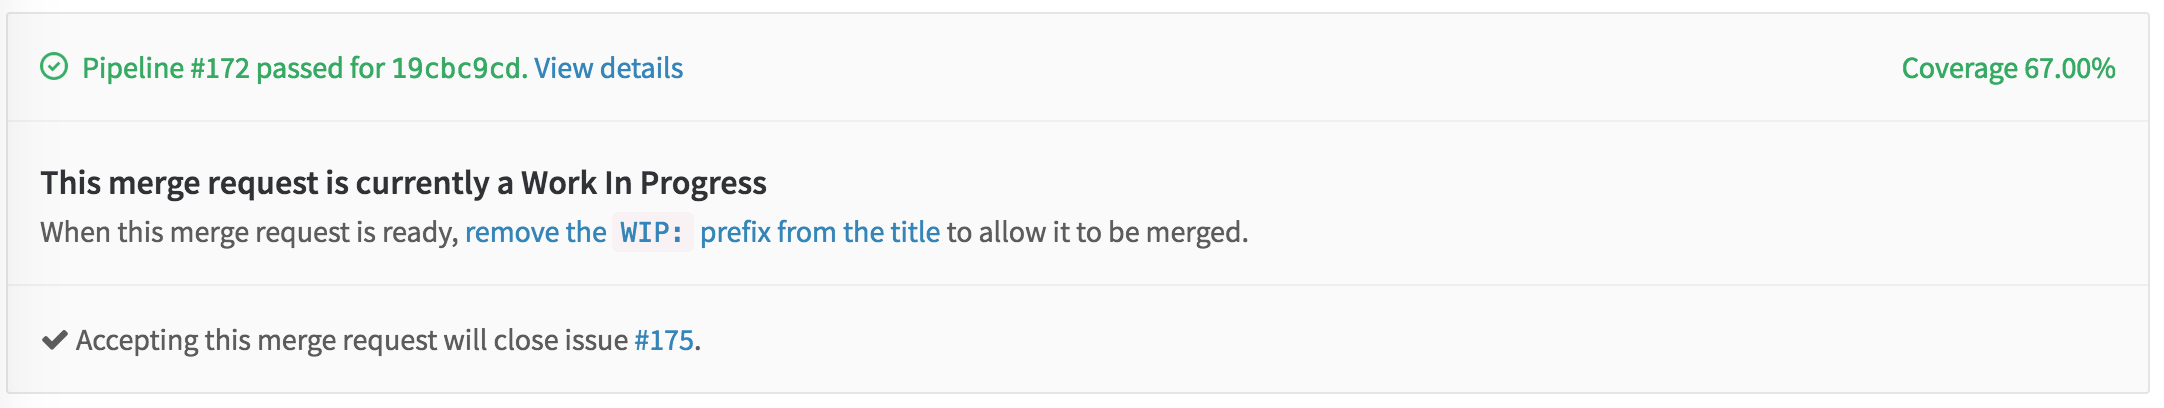 Pipeline #172 passed for 19cbc9cd. View details Coverage 67.00%
This merge request is currently a Work In Progress
When this merge request is ready, remove the WIP: prefix from the title to allow it to be merged.
Accepting this merge request will close issue #175.